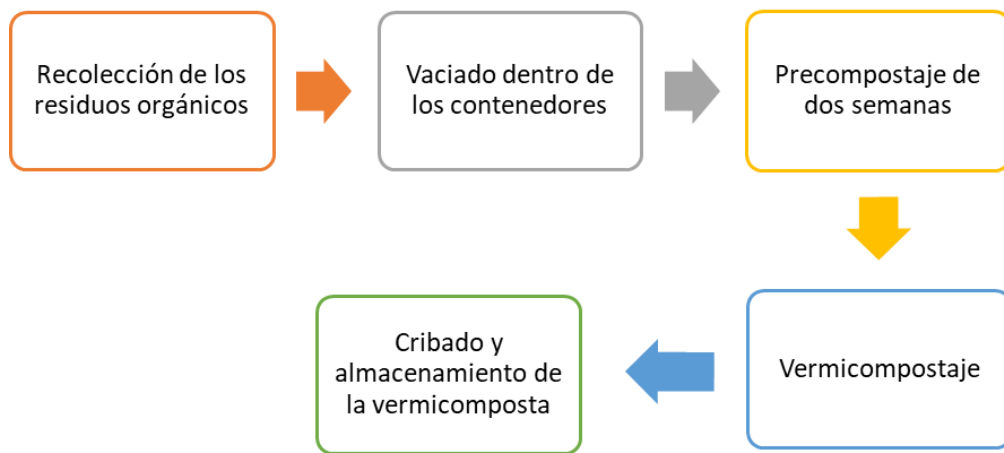 Recolección de los
residuos orgánicos
Vaciado dentro de
los contenedores
Precompostaje de
dos semanas
Vermicompostaje
Cribado y
almacenamiento de
la vermicomposta